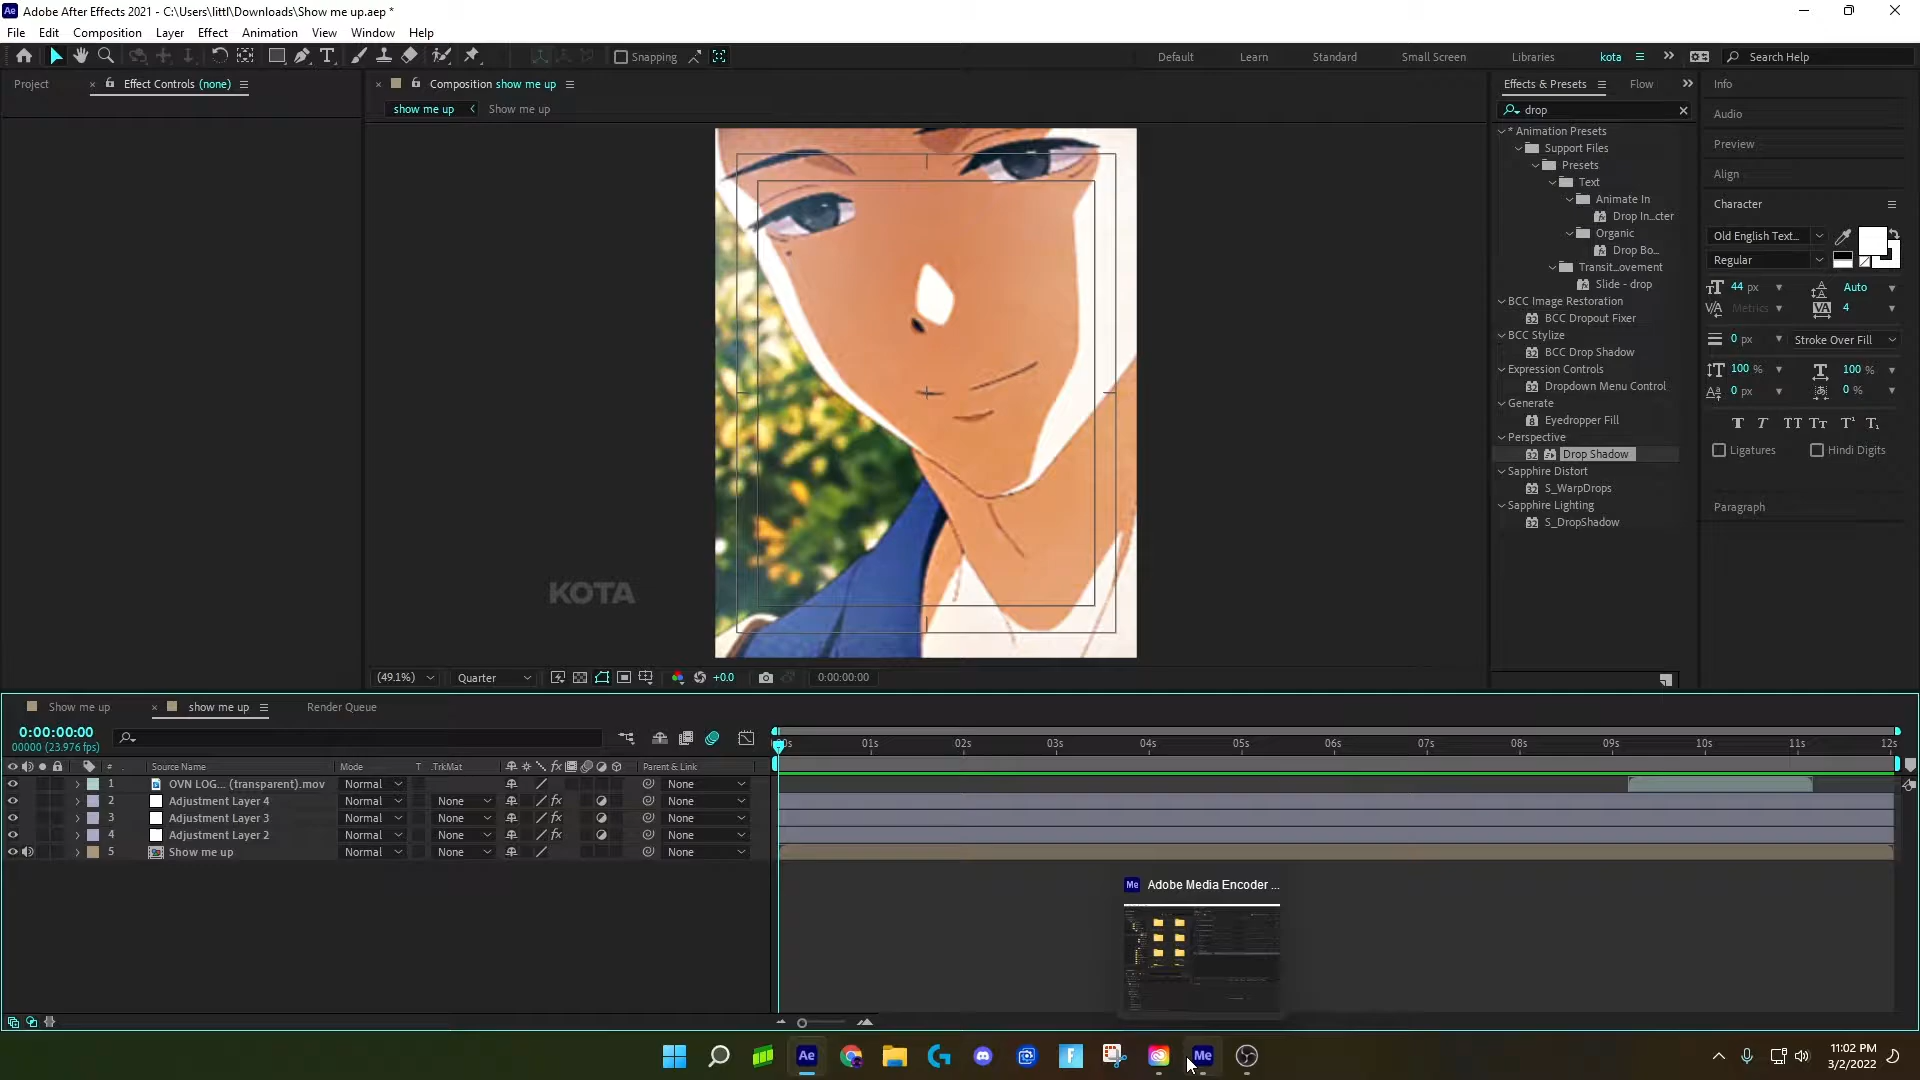 Adobe After Effects 2021 - C:\Users\littl\Downloads\Show me up.aep *
File Edit Composition Layer Effect Animation View Window Help
Snapping Default Learn Standard Small Screen Libraries kota Search Help
Project Effect Controls (none)
Composition show me up
show me up Show me up
KOTA
(49.1%) Quarter +0.0 0:00:00:00
Effects & Presets Flow
drop
* Animation Presets
Support Files
Presets
Text
Animate In
Drop In...cter
Organic
Drop Bo...
Transit...ovement
Slide - drop
BCC Image Restoration
BCC Dropout Fixer
BCC Stylize
BCC Drop Shadow
Expression Controls
Dropdown Menu Control
Generate
Eyedropper Fill
Perspective
Drop Shadow
Sapphire Distort
S_WarpDrops
Sapphire Lighting
S_DropShadow
Info
Audio
Preview
Align
Character
Old English Text...
Regular
44 px Auto
Metrics 4
0 px Stroke Over Fill
100 % 100 %
0 px 0 %
T T TT Tt T¹ T₁
Ligatures Hindi Digits
Paragraph
Show me up show me up Render Queue
0:00:00:00
00000 (23.976 fps)
01s 02s 03s 04s 05s 06s 07s 08s 09s 10s 11s 12s
# Source Name Mode T .TrkMat Parent & Link
1 OVN LOG... (transparent).mov Normal None
2 Adjustment Layer 4 Normal None None
3 Adjustment Layer 3 Normal None None
4 Adjustment Layer 2 Normal None None
5 Show me up Normal None None
Me Adobe Media Encoder ...
Ae Me
11:02 PM
3/2/2022